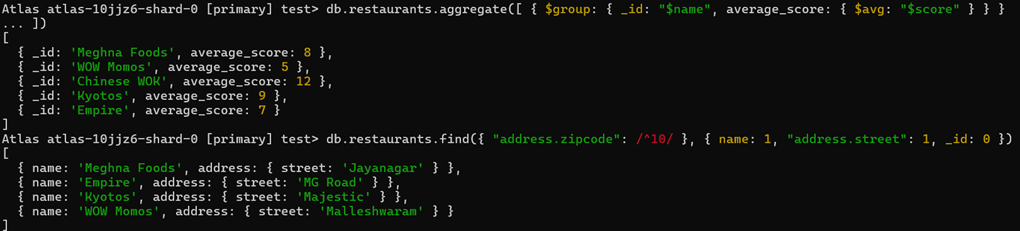 Atlas atlas-10jjz6-shard-0 [primary] test> db.restaurants.aggregate([ { $group: { _id: "$name", average_score: { $avg: "$score" } } }
... ])
[
  { _id: 'Meghna Foods', average_score: 8 },
  { _id: 'WOW Momos', average_score: 5 },
  { _id: 'Chinese WOK', average_score: 12 },
  { _id: 'Kyotos', average_score: 9 },
  { _id: 'Empire', average_score: 7 }
]
Atlas atlas-10jjz6-shard-0 [primary] test> db.restaurants.find({ "address.zipcode": /^10/ }, { name: 1, "address.street": 1, _id: 0 })
[
  { name: 'Meghna Foods', address: { street: 'Jayanagar' } },
  { name: 'Empire', address: { street: 'MG Road' } },
  { name: 'Kyotos', address: { street: 'Majestic' } },
  { name: 'WOW Momos', address: { street: 'Malleshwaram' } }
]